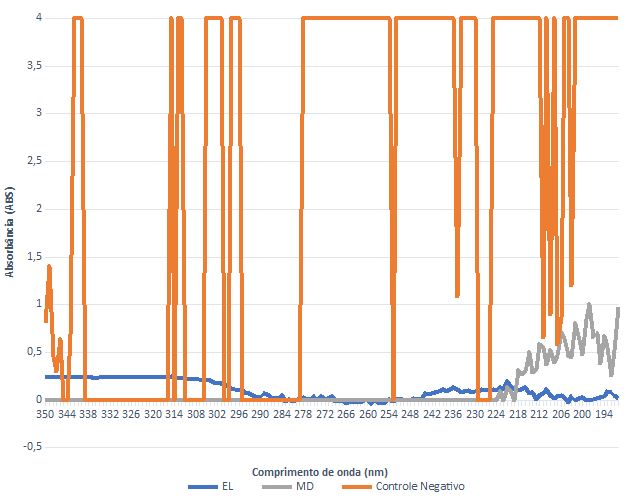 4
3,5
3
2,5
2
1,5
1
0,5
0
-0,5
Absorbância (ABS)
350 344 338 332 326 320 314 308 302 296 290 284 278 272 266 260 254 248 242 236 230 224 218 212 206 200 194
Comprimento de onda (nm)
EL MD Controle Negativo